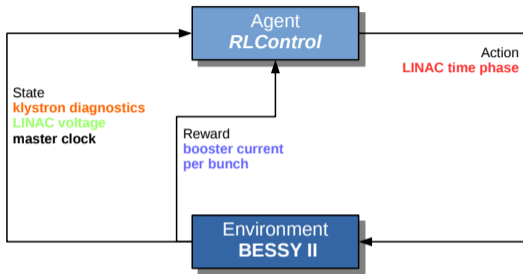 Agent
RLControl
State
klystron diagnostics
LINAC voltage
master clock
Action
LINAC time phase
Reward
booster current
per bunch
Environment
BESSY II